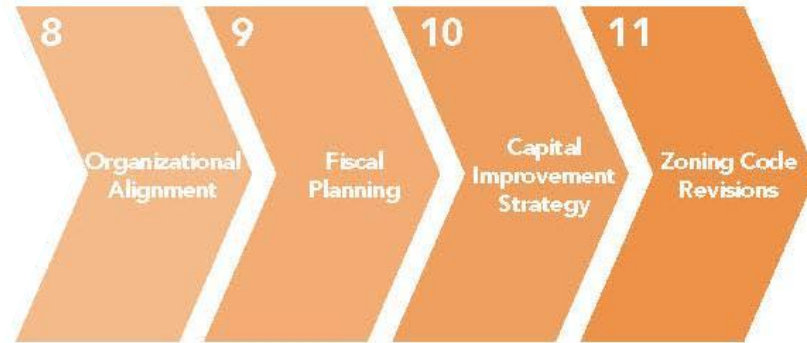 8
Organizational
Alignment
9
Fiscal
Planning
10
Capital
Improvement
Strategy
11
Zoning Code
Revisions